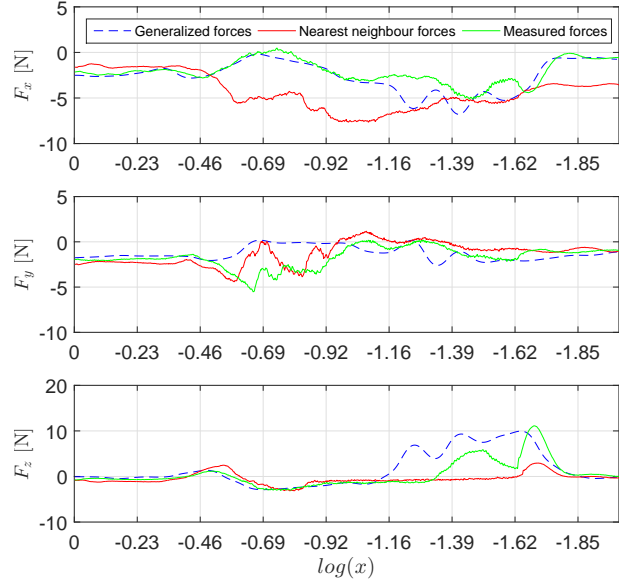 Generalized forces Nearest neighbour forces Measured forces
5
0
-5
-10
F_x [N]
0 -0.23 -0.46 -0.69 -0.92 -1.16 -1.39 -1.62 -1.85
5
0
-5
-10
F_y [N]
0 -0.23 -0.46 -0.69 -0.92 -1.16 -1.39 -1.62 -1.85
20
10
0
-10
F_z [N]
0 -0.23 -0.46 -0.69 -0.92 -1.16 -1.39 -1.62 -1.85
log(x)